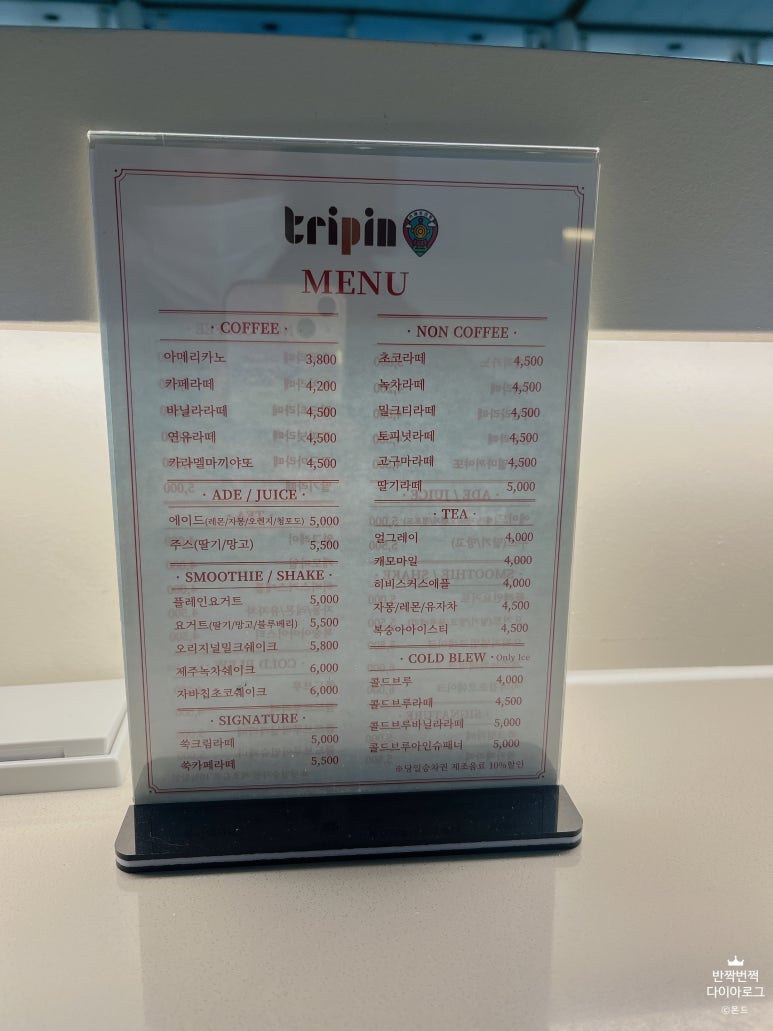 tripin
MENU
· COFFEE ·
아메리카노 3,800
카페라떼 4,200
바닐라라떼 4,500
연유라떼 4,500
카라멜마끼야또 4,500
· ADE / JUICE ·
에이드(레몬/자몽/오렌지/청포도) 5,000
주스(딸기/망고) 5,500
· SMOOTHIE / SHAKE ·
플레인요거트 5,000
요거트(딸기/망고/블루베리) 5,500
오리지널밀크쉐이크 5,800
제주녹차쉐이크 6,000
자바칩초코쉐이크 6,000
· SIGNATURE ·
쑥크림라떼 5,000
쑥카페라떼 5,500
· NON COFFEE ·
초코라떼 4,500
녹차라떼 4,500
밀크티라떼 4,500
토피넛라떼 4,500
고구마라떼 4,500
딸기라떼 5,000
· TEA ·
얼그레이 4,000
캐모마일 4,000
히비스커스애플 4,000
자몽/레몬/유자차 4,500
복숭아아이스티 4,500
· COLD BLEW · Only Ice
콜드브루 4,000
콜드브루라떼 4,500
콜드브루바닐라라떼 5,000
콜드브루아인슈패너 5,000
※당일승차권 제조음료 10%할인
반짝번쩍
다이아로그
©몬드